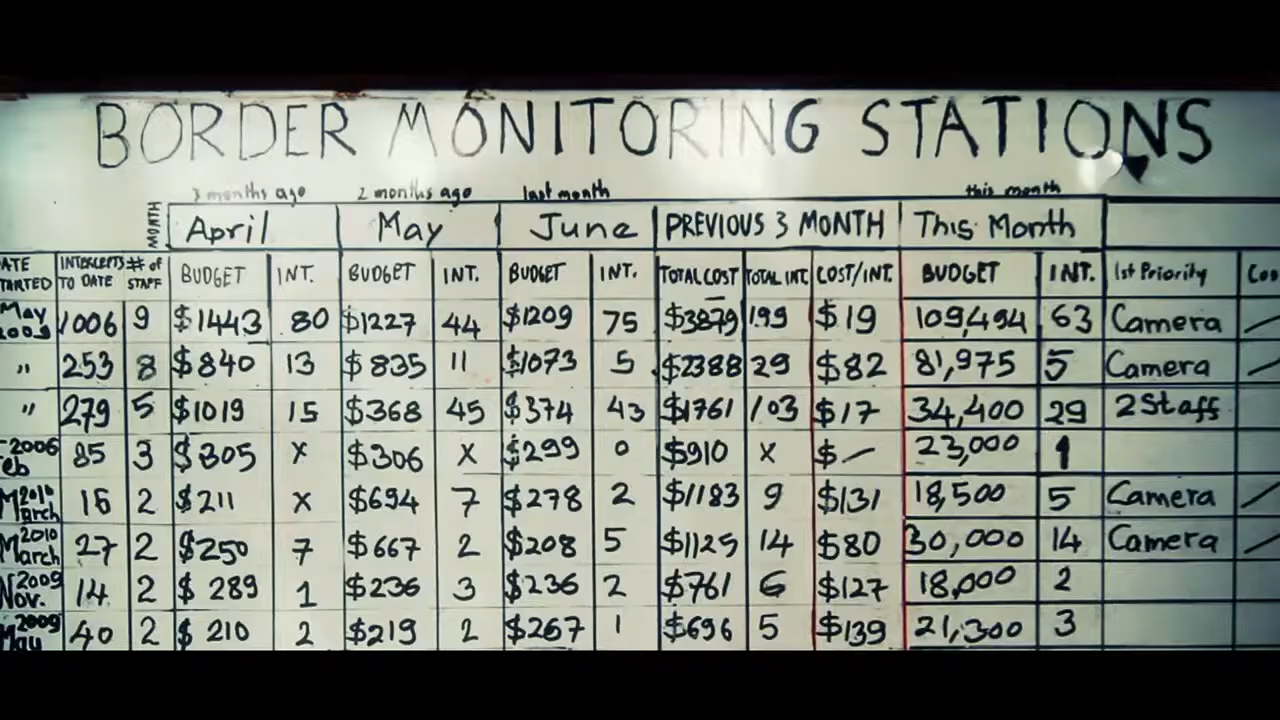 BORDER MONITORING STATIONS
3 months ago 2 months ago last month this month
MONTH April May June PREVIOUS 3 MONTH This Month
ATE TARTED INTERCEPTS TO DATE # of STAFF BUDGET INT. BUDGET INT. BUDGET INT. TOTAL COST TOTAL INT. COST/INT. BUDGET INT. 1st Priority Cos
May 2009 1006 9 $1443 80 $1227 44 $1209 75 $3879 199 $19 109,494 63 Camera
" 253 8 $840 13 $835 11 $1073 5 $2388 29 $82 81,975 5 Camera
" 279 5 $1019 15 $368 45 $374 43 $1761 103 $17 34,400 29 2 Staff
2006 eb 85 3 $305 x $306 x $299 0 $910 x $ — 23,000 1
2010 March 16 2 $211 x $694 7 $278 2 $1183 9 $131 18,500 5 Camera
2010 March 27 2 $250 7 $667 2 $208 5 $1125 14 $80 30,000 14 Camera
2009 Nov. 14 2 $289 1 $236 3 $236 2 $761 6 $127 18,000 2
2009 May 40 2 $210 2 $219 2 $267 1 $696 5 $139 21,300 3